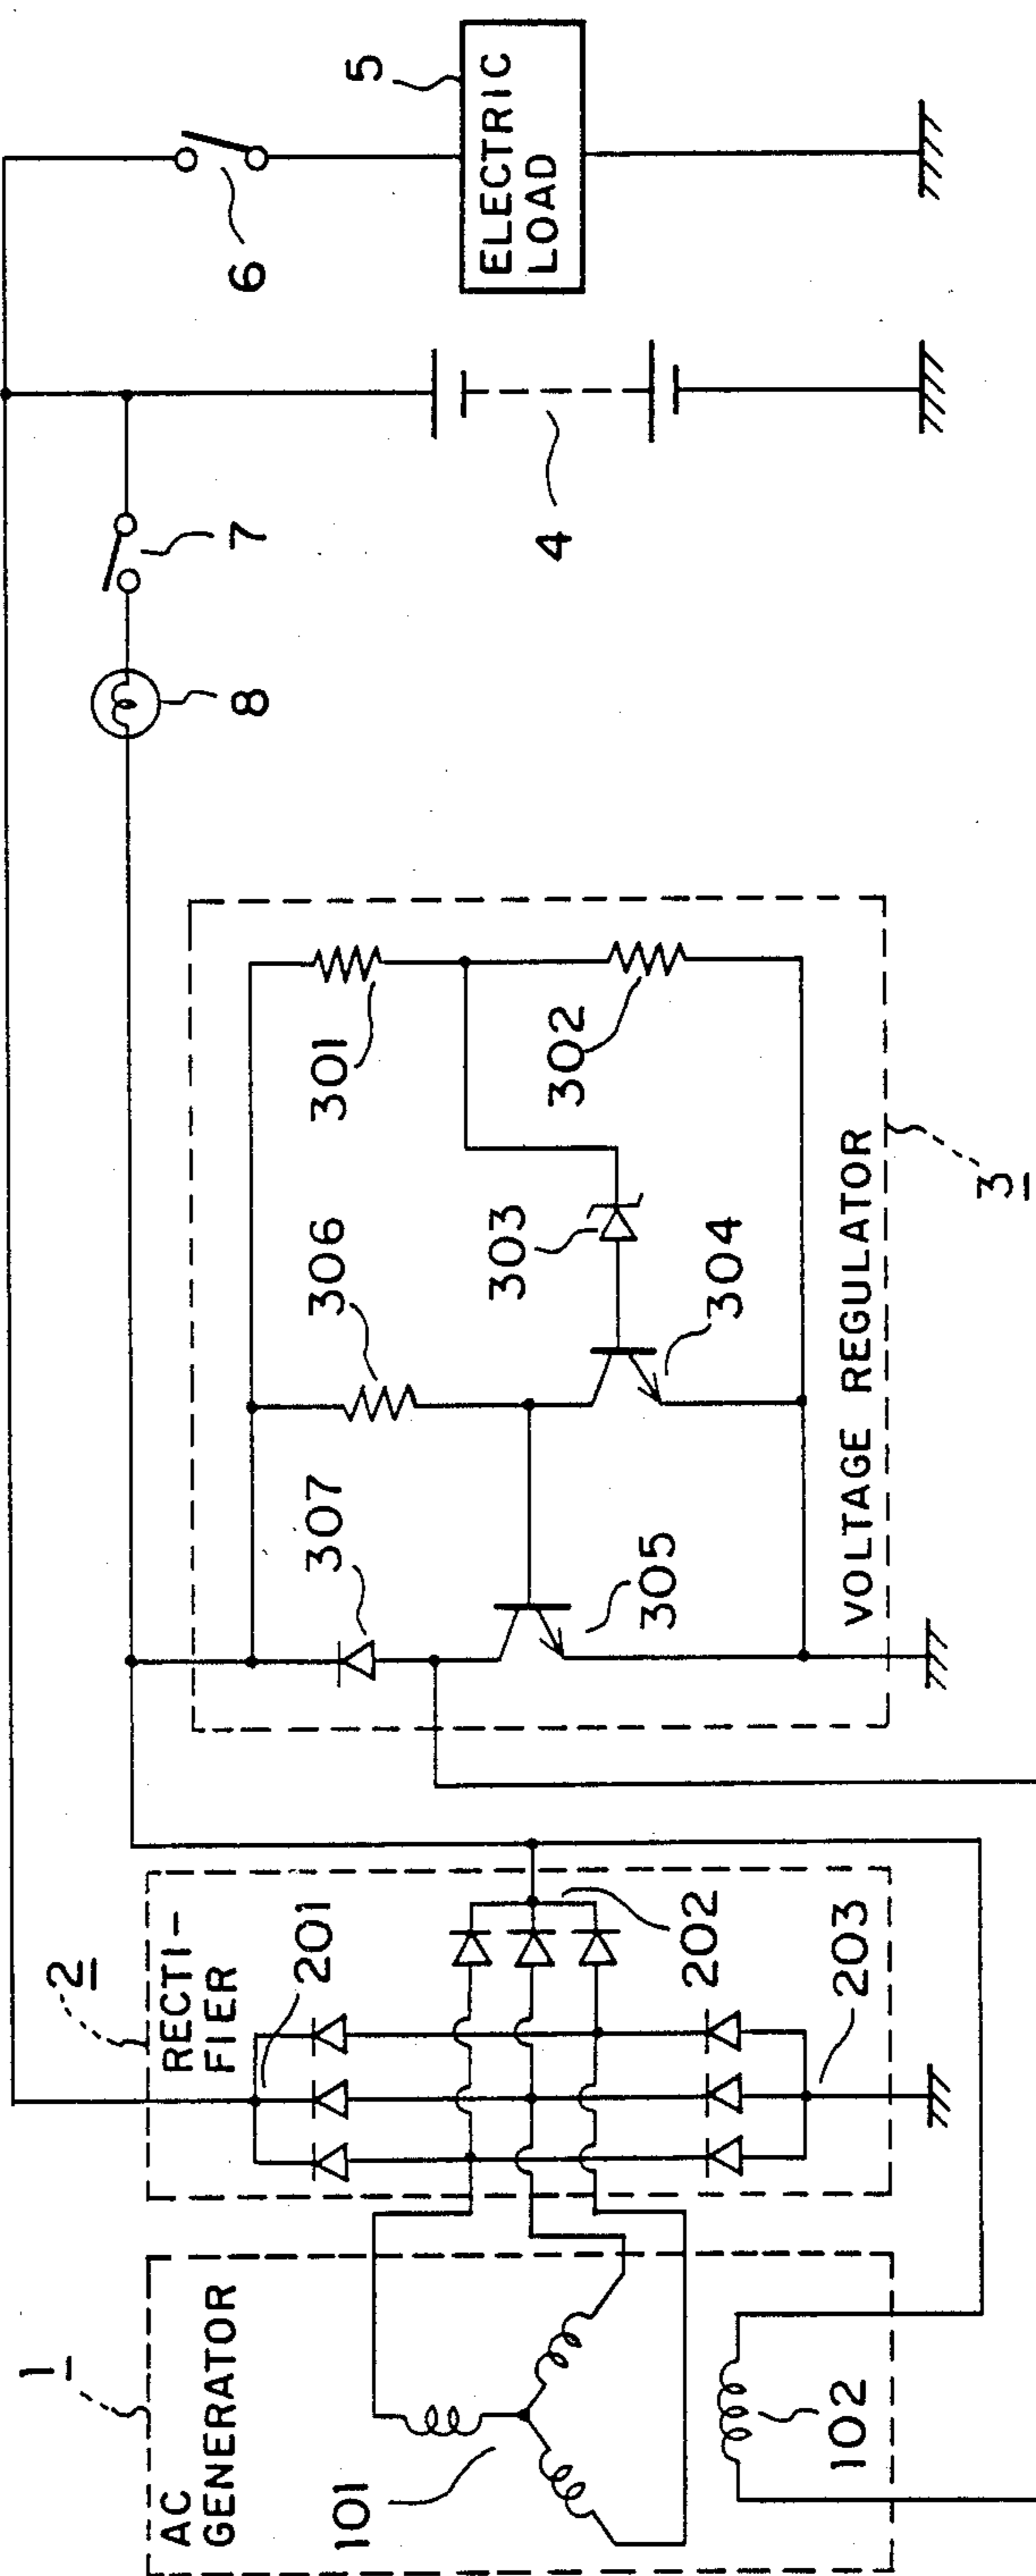 1
AC
GENERATOR
101
102
2
RECTI-
FIER
201
202
203
307
305
306
303
304
301
302
VOLTAGE REGULATOR
3
8
7
4
6
5
ELECTRIC
LOAD